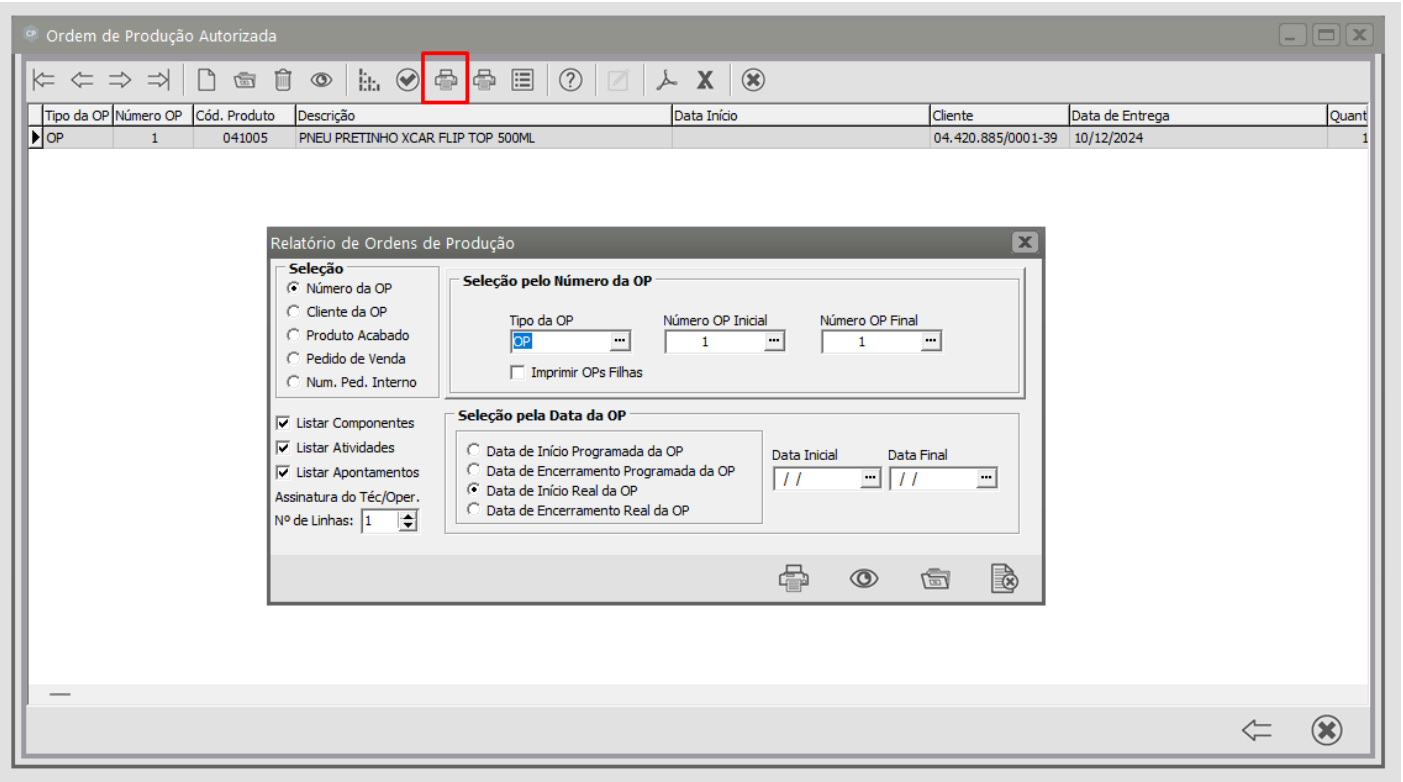 CP Ordem de Produção Autorizada
Tipo da OP Número OP Cód. Produto Descrição Data Início Cliente Data de Entrega Quant
OP 1 041005 PNEU PRETINHO XCAR FLIP TOP 500ML 04.420.885/0001-39 10/12/2024 1
Relatório de Ordens de Produção
Seleção
Número da OP
Cliente da OP
Produto Acabado
Pedido de Venda
Num. Ped. Interno
Seleção pelo Número da OP
Tipo da OP Número OP Inicial Número OP Final
OP ... 1 ... 1 ...
Imprimir OPs Filhas
Listar Componentes
Listar Atividades
Listar Apontamentos
Assinatura do Téc/Oper.
Nº de Linhas: 1
Seleção pela Data da OP
Data de Início Programada da OP
Data de Encerramento Programada da OP
Data de Início Real da OP
Data de Encerramento Real da OP
Data Inicial Data Final
/ / ... / / ...